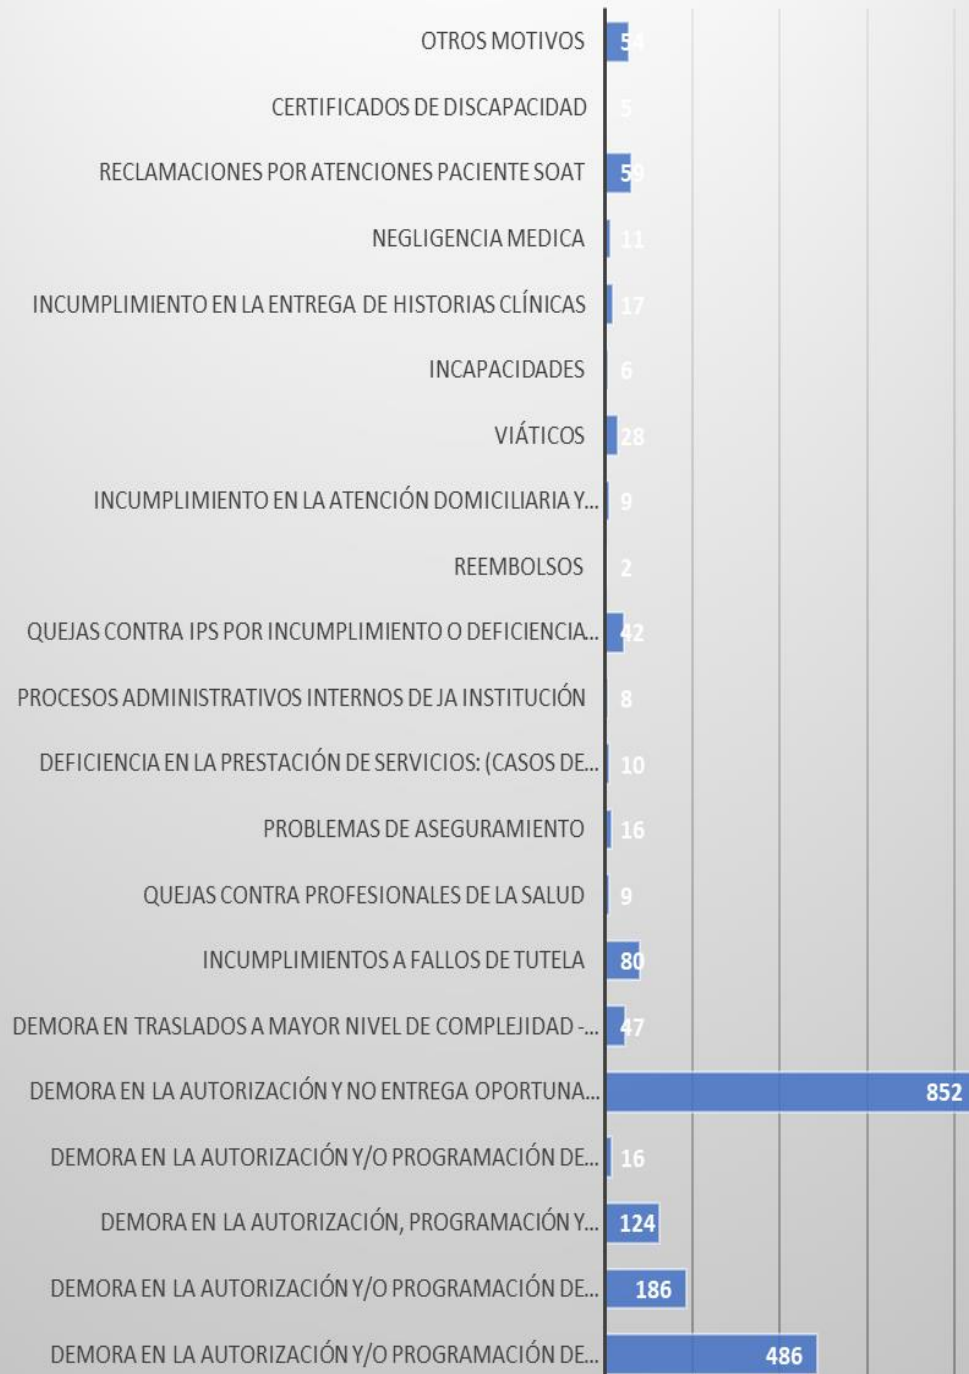 OTROS MOTIVOS 54
CERTIFICADOS DE DISCAPACIDAD 5
RECLAMACIONES POR ATENCIONES PACIENTE SOAT 59
NEGLIGENCIA MEDICA 11
INCUMPLIMIENTO EN LA ENTREGA DE HISTORIAS CLÍNICAS 17
INCAPACIDADES 6
VIÁTICOS 28
INCUMPLIMIENTO EN LA ATENCIÓN DOMICILIARIA Y... 9
REEMBOLSOS 2
QUEJAS CONTRA IPS POR INCUMPLIMIENTO O DEFICIENCIA... 42
PROCESOS ADMINISTRATIVOS INTERNOS DE JA INSTITUCIÓN 8
DEFICIENCIA EN LA PRESTACIÓN DE SERVICIOS: (CASOS DE... 10
PROBLEMAS DE ASEGURAMIENTO 16
QUEJAS CONTRA PROFESIONALES DE LA SALUD 9
INCUMPLIMIENTOS A FALLOS DE TUTELA 80
DEMORA EN TRASLADOS A MAYOR NIVEL DE COMPLEJIDAD -... 47
DEMORA EN LA AUTORIZACIÓN Y NO ENTREGA OPORTUNA... 852
DEMORA EN LA AUTORIZACIÓN Y/O PROGRAMACIÓN DE... 16
DEMORA EN LA AUTORIZACIÓN, PROGRAMACIÓN Y... 124
DEMORA EN LA AUTORIZACIÓN Y/O PROGRAMACIÓN DE... 186
DEMORA EN LA AUTORIZACIÓN Y/O PROGRAMACIÓN DE... 486